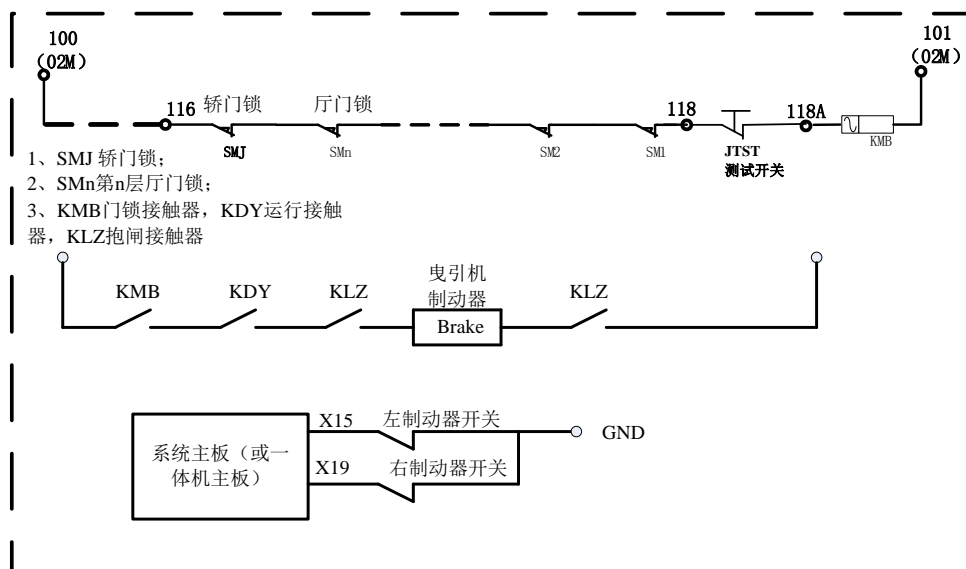 100
（02M）
101
（02M）
116
轿门锁
厅门锁
118
118A
SMJ
SMn
SM2
SM1
JTST
测试开关
KMB
1、SMJ 轿门锁；
2、SMn第n层厅门锁；
3、KMB门锁接触器，KDY运行接触
器，KLZ抱闸接触器
KMB
KDY
KLZ
曳引机
制动器
Brake
KLZ
系统主板（或一
体机主板）
X15
左制动器开关
GND
X19
右制动器开关